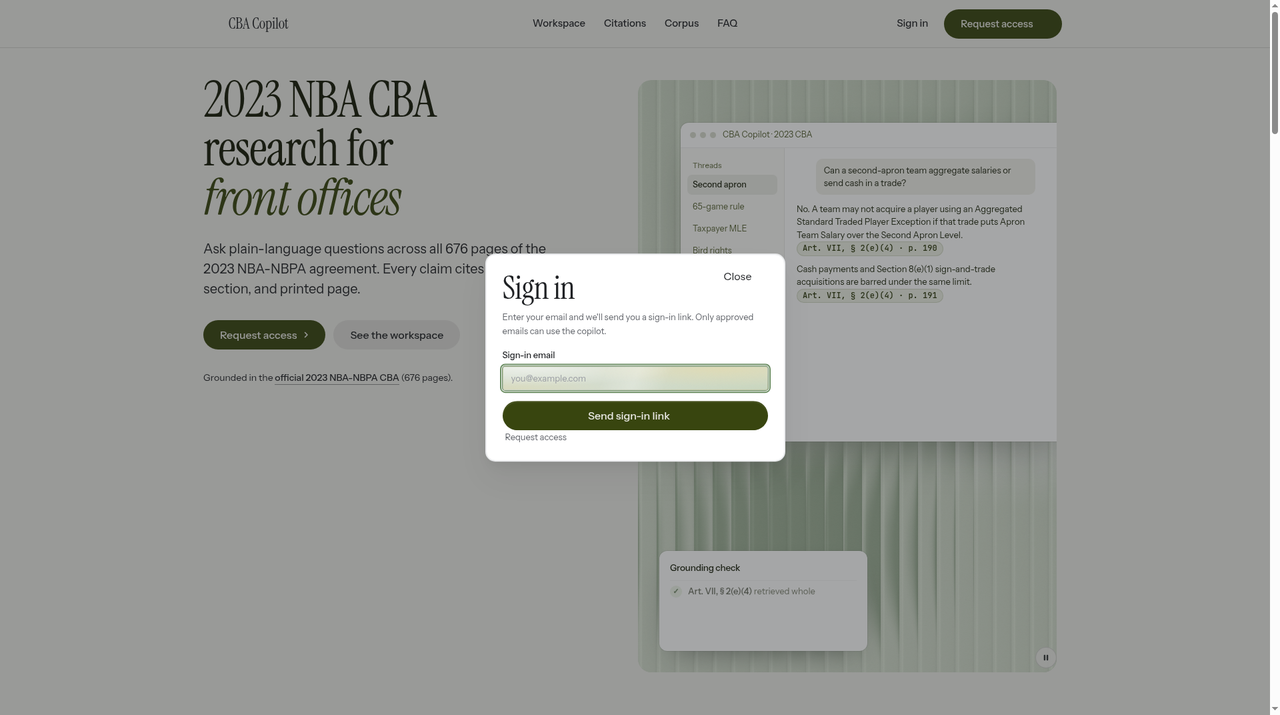 CBA Copilot
Workspace
Citations
Corpus
FAQ
Sign in
Request access
2023 NBA CBA
research for
front offices
Ask plain-language questions across all 676 pages of the
2023 NBA-NBPA agreement. Every claim cites
section, and printed page.
Request access
See the workspace
Grounded in the official 2023 NBA-NBPA CBA (676 pages).
CBA Copilot · 2023 CBA
Threads
Second apron
65-game rule
Taxpayer MLE
Bird rights
Can a second-apron team aggregate salaries or
send cash in a trade?
No. A team may not acquire a player using an Aggregated
Standard Traded Player Exception if that trade puts Apron
Team Salary over the Second Apron Level.
Art. VII, § 2(e)(4) · p. 190
Cash payments and Section 8(e)(1) sign-and-trade
acquisitions are barred under the same limit.
Art. VII, § 2(e)(4) · p. 191
Sign in
Close
Enter your email and we'll send you a sign-in link. Only approved
emails can use the copilot.
Sign-in email
you@example.com
Send sign-in link
Request access
Grounding check
Art. VII, § 2(e)(4) retrieved whole